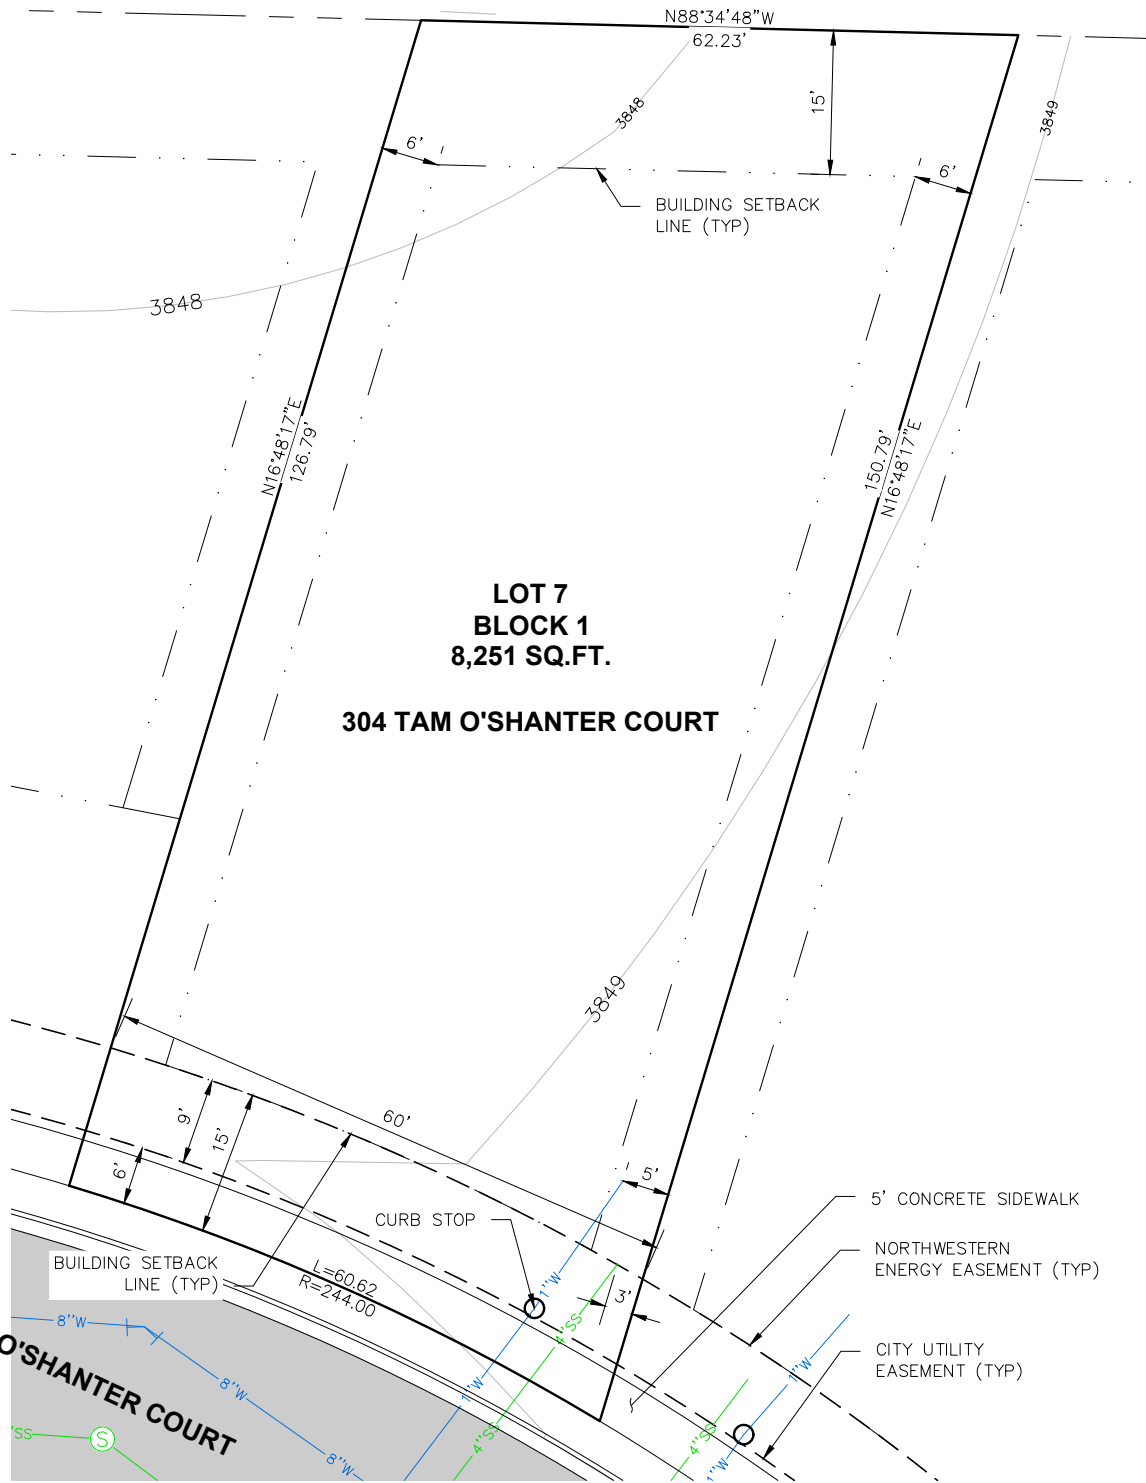 N88°34'48"W
62.23'
15'
3848
3849
6'
6'
BUILDING SETBACK
LINE (TYP)
3848
N16°48'17"E
126.79'
150.79'
N16°48'17"E
LOT 7
BLOCK 1
8,251 SQ.FT.
304 TAM O'SHANTER COURT
3849
60'
9'
15'
6'
5'
5' CONCRETE SIDEWALK
CURB STOP
NORTHWESTERN
ENERGY EASEMENT (TYP)
BUILDING SETBACK
LINE (TYP)
L=60.62
R=244.00
1"W
3'
4"SS
8"W
CITY UTILITY
EASEMENT (TYP)
1"W
O'SHANTER COURT
8"W
1"W
4"SS
4"SS
"SS
S
8"W
1"W